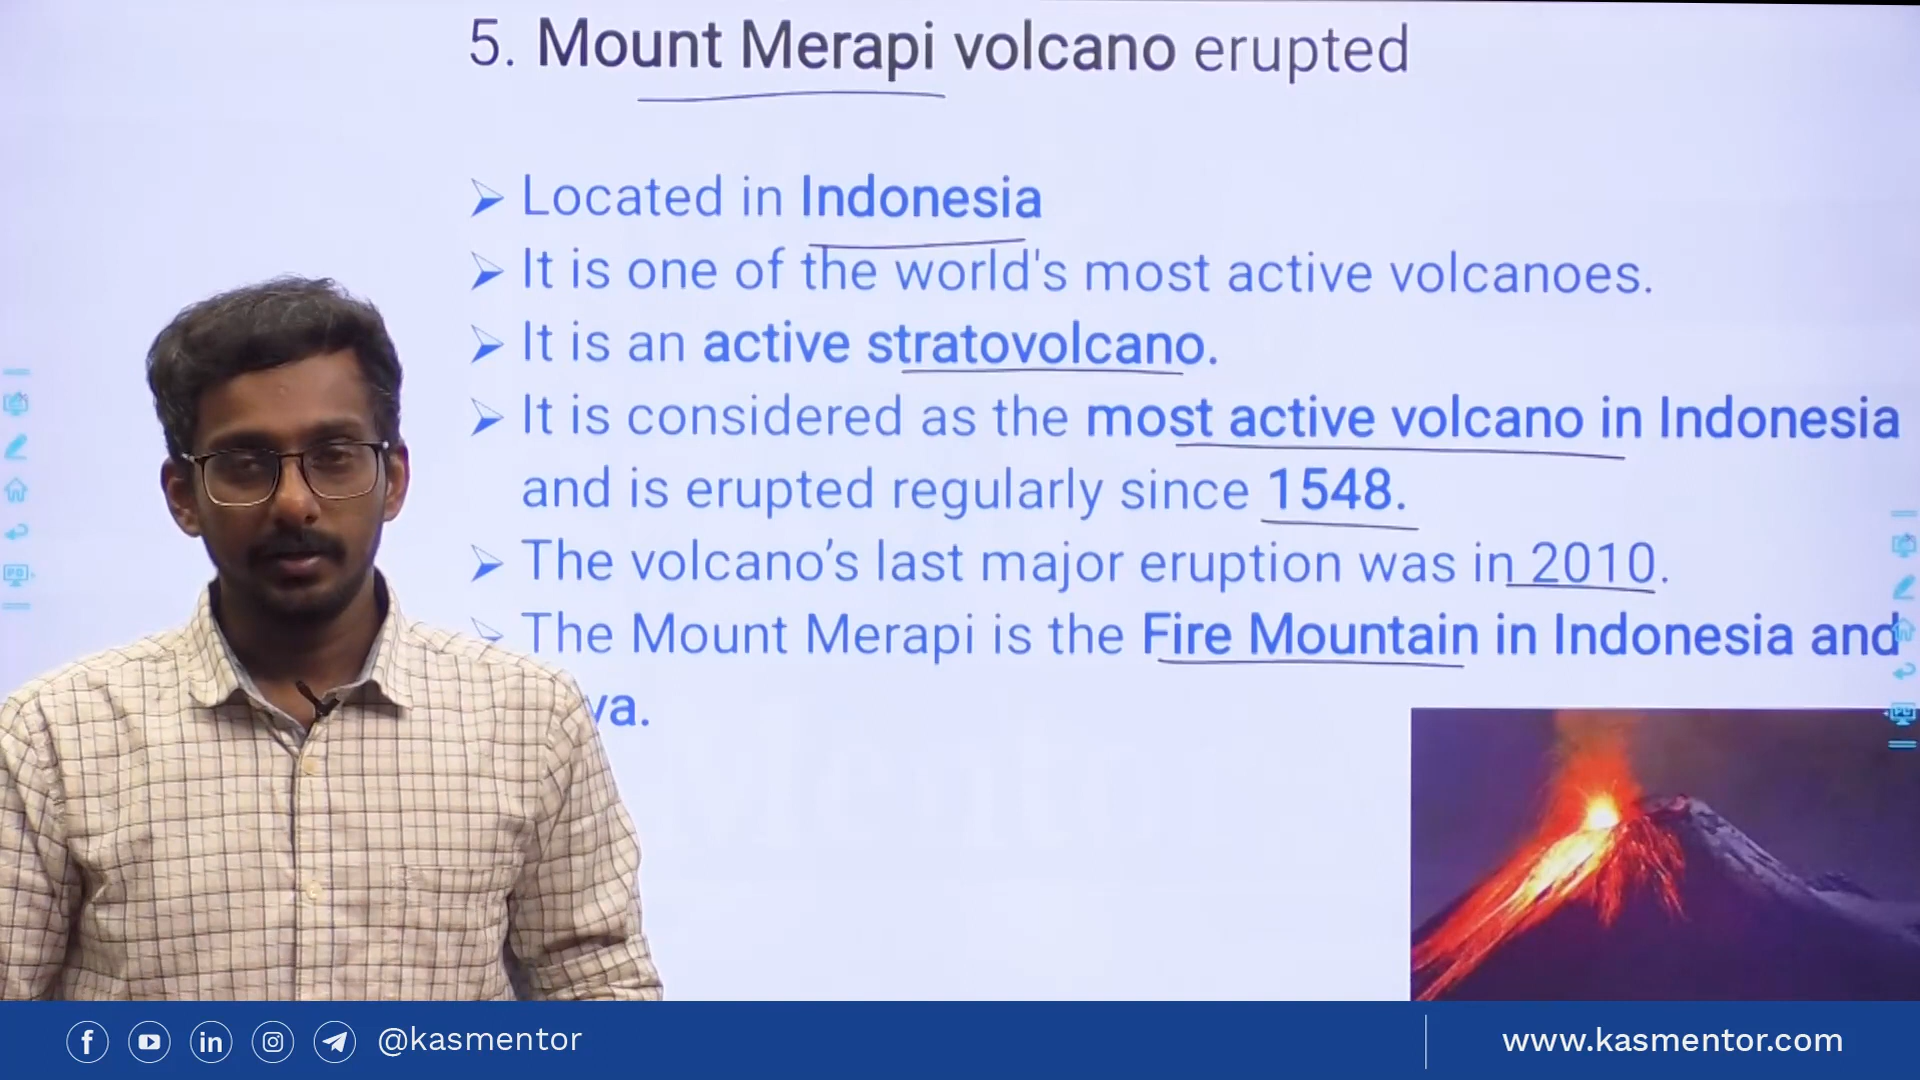 5. Mount Merapi volcano erupted
Located in Indonesia
It is one of the world's most active volcanoes.
It is an active stratovolcano.
It is considered as the most active volcano in Indonesia
and is erupted regularly since 1548.
The volcano’s last major eruption was in 2010.
The Mount Merapi is the Fire Mountain in Indonesia and
va.
@kasmentor
www.kasmentor.com